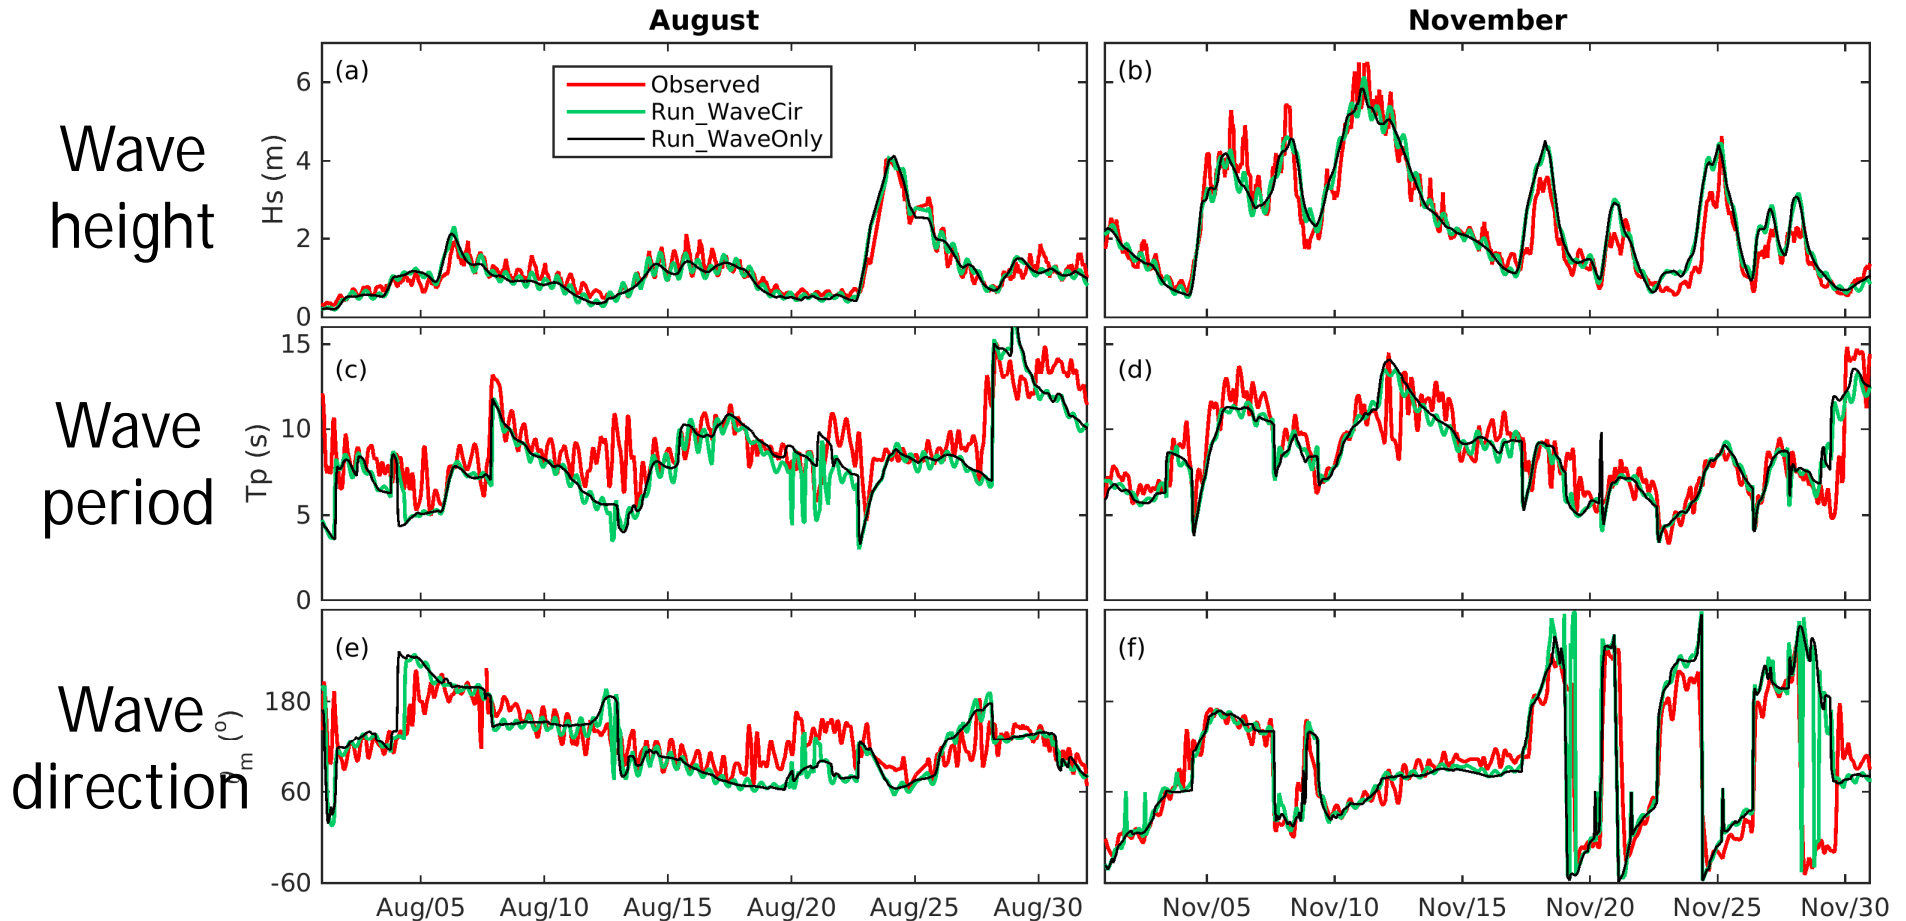 August
November
Wave
height
Hs (m)
6
4
2
0
(a)
Observed
Run_WaveCir
Run_WaveOnly
(b)
Wave
period
Tp (s)
15
10
5
0
(c)
(d)
Wave
direction
m (o)
180
60
-60
(e)
(f)
Aug/05 Aug/10 Aug/15 Aug/20 Aug/25 Aug/30
Nov/05 Nov/10 Nov/15 Nov/20 Nov/25 Nov/30